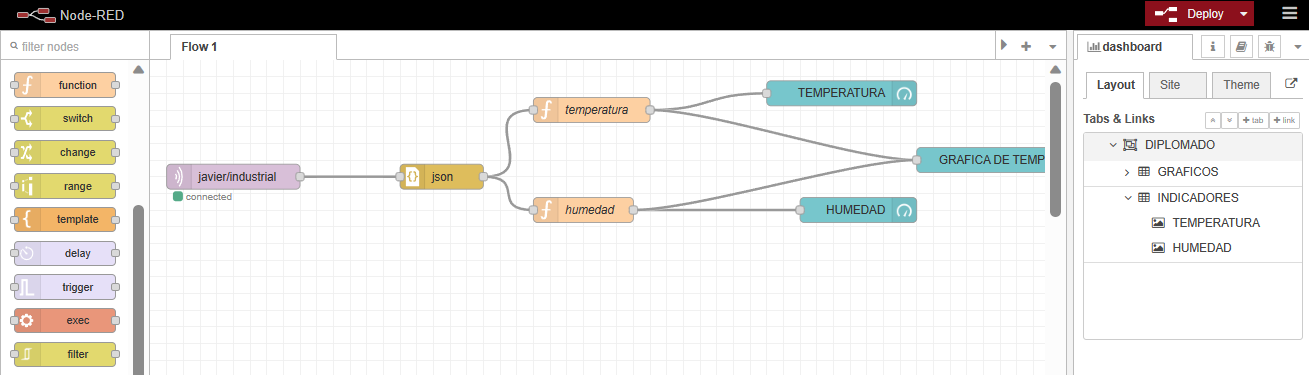 Node-RED
Deploy
filter nodes
function
switch
change
range
template
delay
trigger
exec
filter
Flow 1
javier/industrial
connected
json
temperatura
humedad
TEMPERATURA
GRAFICA DE TEMP
HUMEDAD
dashboard
Layout
Site
Theme
Tabs & Links
+ tab
+ link
DIPLOMADO
GRAFICOS
INDICADORES
TEMPERATURA
HUMEDAD